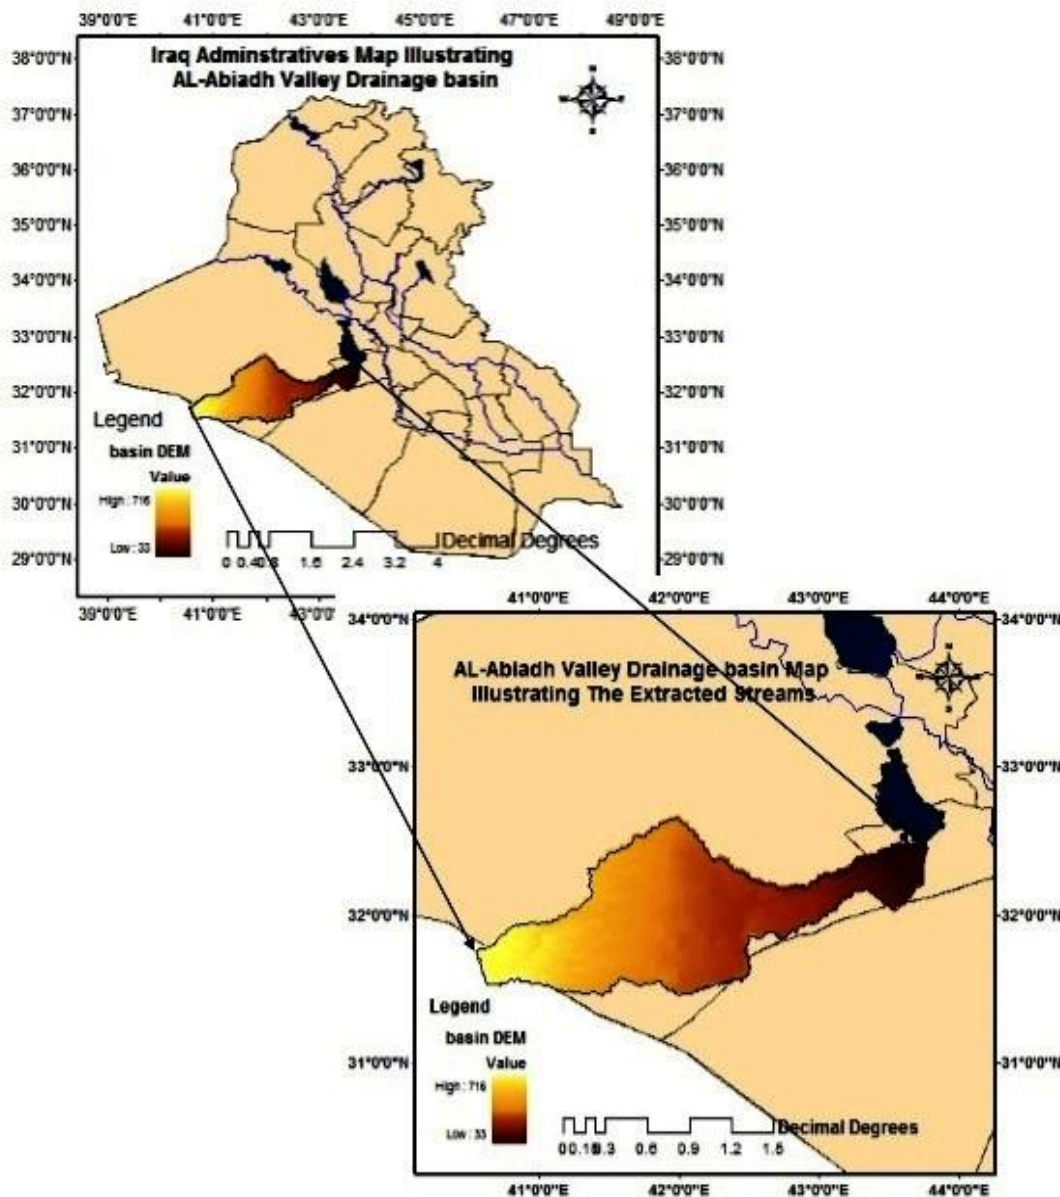 39°0'0"E 41°0'0"E 43°0'0"E 45°0'0"E 47°0'0"E 49°0'0"E
Iraq Adminstratives Map Illustrating
AL-Abiadh Valley Drainage basin
38°0'0"N 38°0'0"N
37°0'0"N 37°0'0"N
36°0'0"N 36°0'0"N
35°0'0"N 35°0'0"N
34°0'0"N 34°0'0"N
33°0'0"N 33°0'0"N
32°0'0"N 32°0'0"N
31°0'0"N 31°0'0"N
30°0'0"N 30°0'0"N
29°0'0"N 29°0'0"N
Legend
basin DEM
Value
High : 716
Low : 33
Decimal Degrees
0 0.40.8 1.6 2.4 3.2 4
39°0'0"E 41°0'0"E 43°0'0
41°0'0"E 42°0'0"E 43°0'0"E 44°0'0"E
34°0'0"N 34°0'0"N
AL-Abiadh Valley Drainage basin Map
Illustrating The Extracted Streams
33°0'0"N 33°0'0"N
32°0'0"N 32°0'0"N
31°0'0"N 31°0'0"N
Legend
basin DEM
Value
High : 716
Low : 33
Decimal Degrees
0.6 0.9 1.2 1.5
41°0'0"E 42°0'0"E 43°0'0"E 44°0'0"E